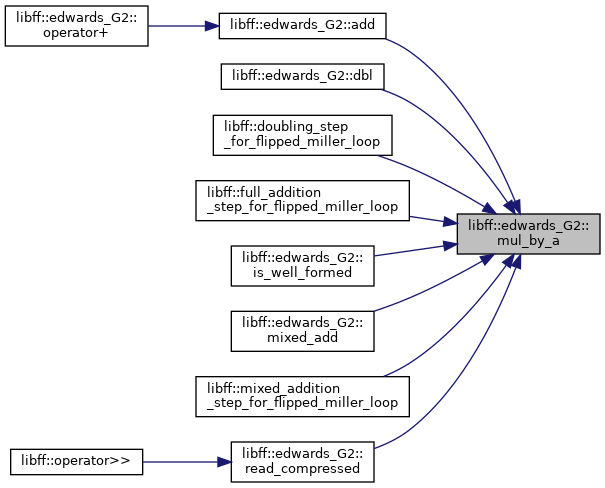 libff::edwards_G2::
operator+
libff::edwards_G2::add
libff::edwards_G2::dbl
libff::doubling_step
_for_flipped_miller_loop
libff::full_addition
_step_for_flipped_miller_loop
libff::edwards_G2::
mul_by_a
libff::edwards_G2::
is_well_formed
libff::edwards_G2::
mixed_add
libff::mixed_addition
_step_for_flipped_miller_loop
libff::operator>>
libff::edwards_G2::
read_compressed